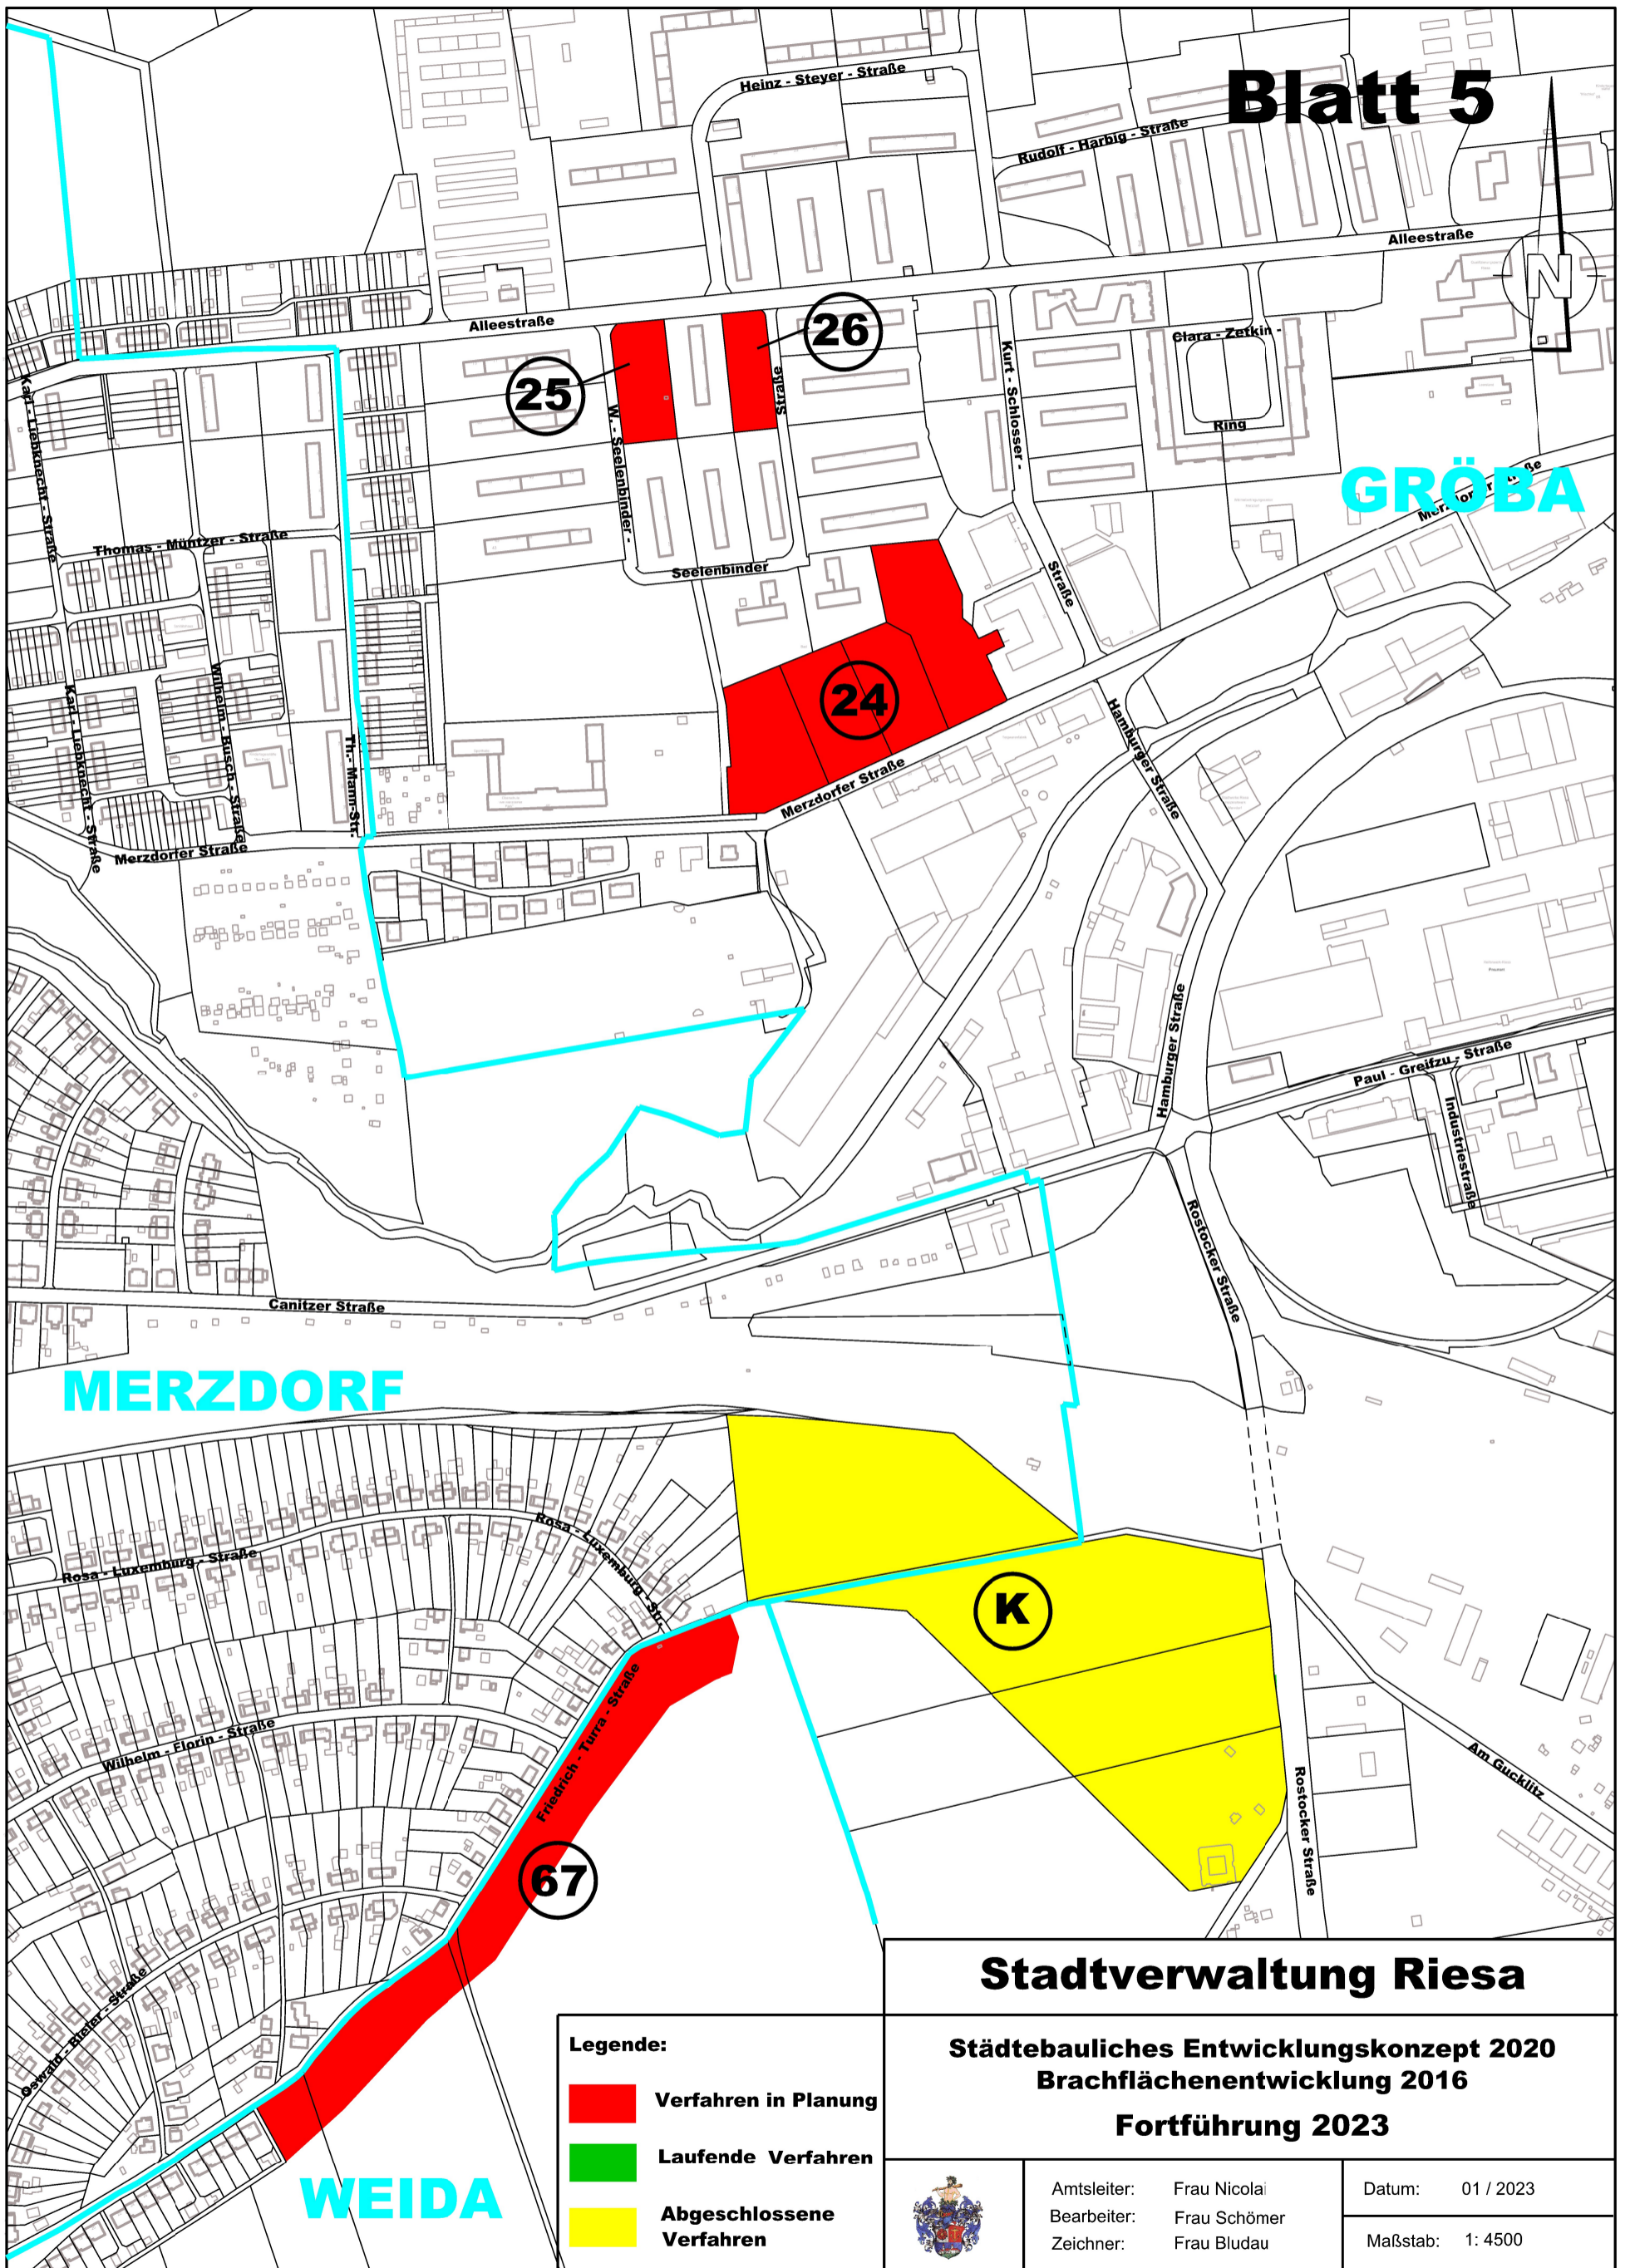 Blatt 5
Heinz - Steyer - Straße
Rudolf - Harbig - Straße
Alleestraße
N
Alleestraße
26
25
Clara - Zetkin -
Ring
Straße
W. - Seelenbinder -
Kurt - Schlosser -
Straße
Karl - Liebknecht - Straße
GRÖBA
Merzdorfer Straße
Thomas - Müntzer - Straße
Seelenbinder
24
Karl - Liebknecht - Straße
Wilhelm - Busch - Straße
Th.- Mann-Str.
Merzdorfer Straße
Hamburger Straße
Merzdorfer Straße
Hamburger Straße
Paul - Greifzu - Straße
Industriestraße
Rostocker Straße
Canitzer Straße
MERZDORF
Rosa - Luxemburg - Straße
Rosa - Luxemburg - Str.
K
Wilhelm - Florin - Straße
Friedrich - Turra - Straße
Am Gucklitz
Rostocker Straße
67
Oswald - Bieler - Straße
WEIDA
Legende:
Verfahren in Planung
Laufende Verfahren
Abgeschlossene
Verfahren
Stadtverwaltung Riesa
Städtebauliches Entwicklungskonzept 2020
Brachflächenentwicklung 2016
Fortführung 2023
Amtsleiter: Frau Nicolai
Bearbeiter: Frau Schömer
Zeichner: Frau Bludau
Datum: 01 / 2023
Maßstab: 1: 4500